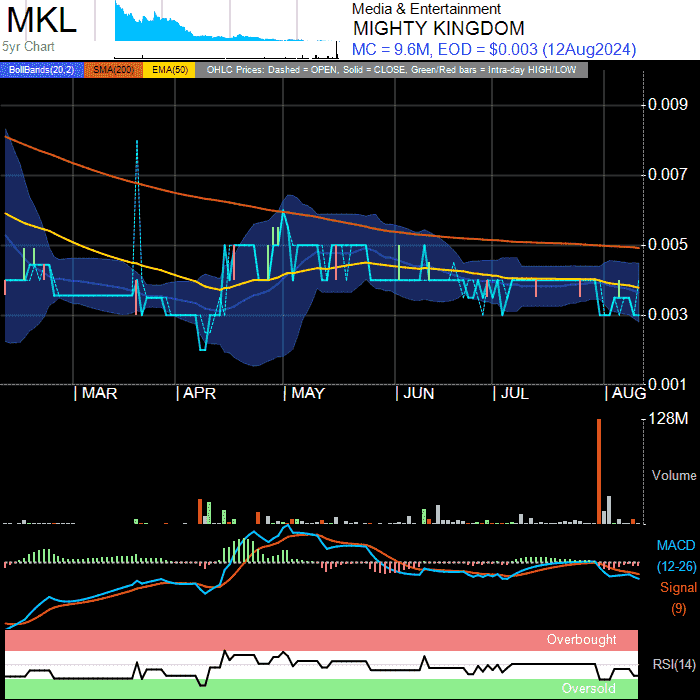 MKL
5yr Chart
Media & Entertainment
MIGHTY KINGDOM
MC = 9.6M, EOD = $0.003 (12Aug2024)
BollBands(20,2) SMA(200) EMA(50) OHLC Prices: Dashed = OPEN, Solid = CLOSE, Green/Red bars = Intra-day HIGH/LOW
0.009
0.007
0.005
0.003
0.001
MAR APR MAY JUN JUL AUG
128M
Volume
MACD
(12-26)
Signal
(9)
Overbought
RSI(14)
Oversold